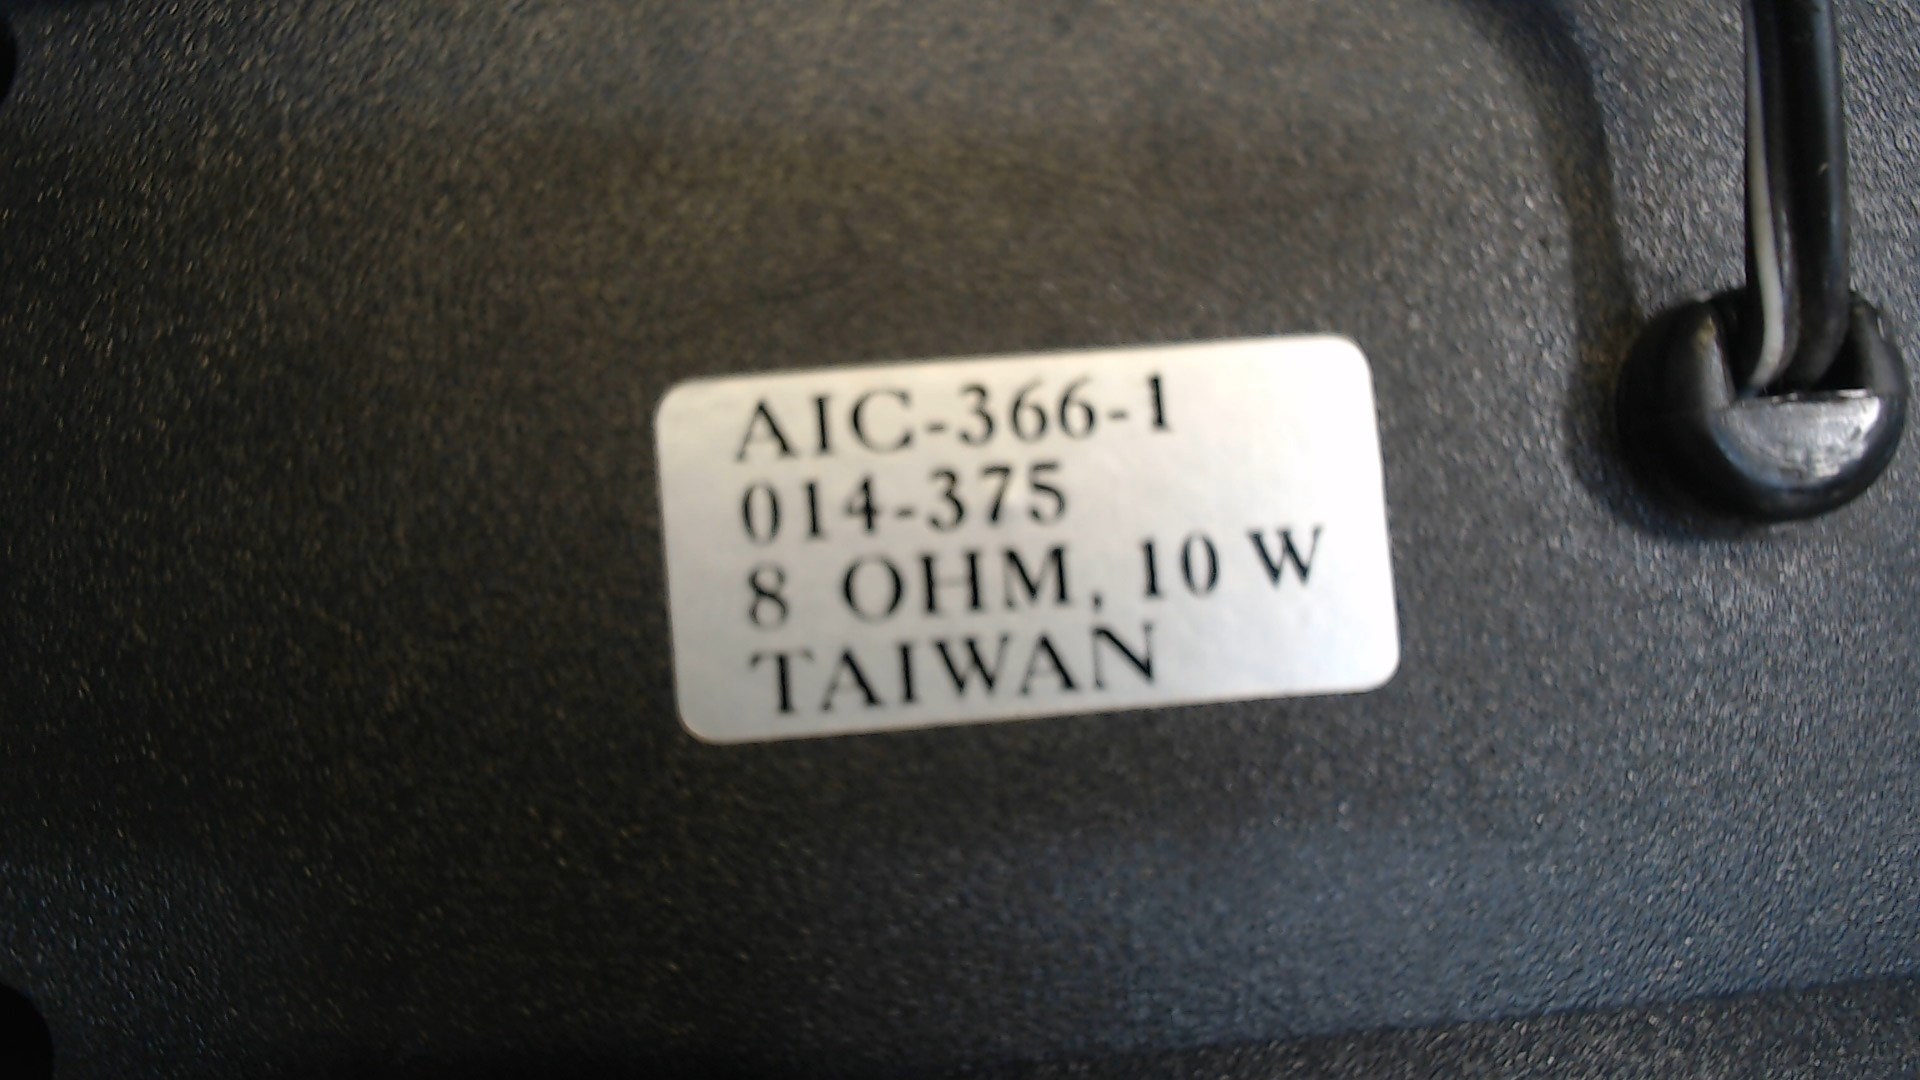 AIC-366-1
014-375
8 OHM, 10 W
TAIWAN